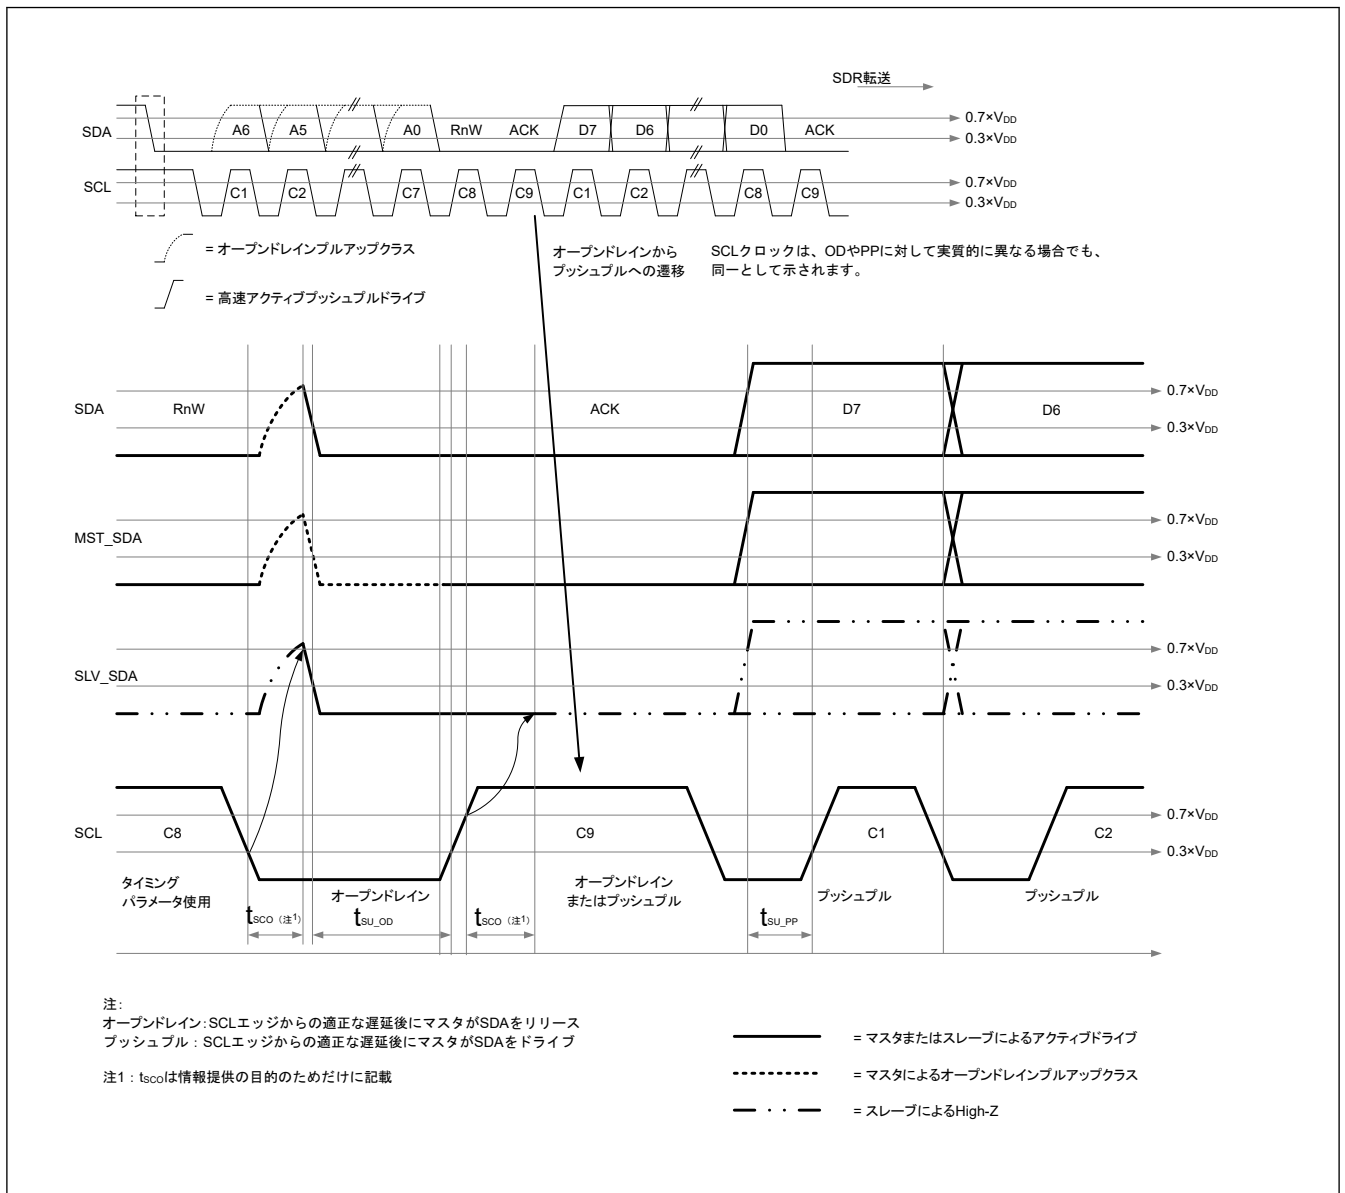 SDR転送
SDA A6 A5 A0 RnW ACK D7 D6 D0 ACK 0.7×VDD
0.3×VDD
SCL C1 C2 C7 C8 C9 C1 C2 C8 C9 0.7×VDD
0.3×VDD
= オープンドレインプルアップクラス
= 高速アクティブプッシュプルドライブ
オープンドレインから
プッシュプルへの遷移
SCLクロックは、ODやPPに対して実質的に異なる場合でも、
同一として示されます。
SDA RnW ACK D7 D6 0.7×VDD
0.3×VDD
MST_SDA 0.7×VDD
0.3×VDD
SLV_SDA 0.7×VDD
0.3×VDD
SCL C8 C9 C1 C2 0.7×VDD
0.3×VDD
タイミング
パラメータ使用
オープンドレイン
オープンドレイン
またはプッシュプル
プッシュプル
プッシュプル
tSCO（注1） tSU_OD tSCO（注1） tSU_PP
注：
オープンドレイン：SCLエッジからの適正な遅延後にマスタがSDAをリリース
プッシュプル：SCLエッジからの適正な遅延後にマスタがSDAをドライブ
注1：tSCOは情報提供の目的のためだけに記載
= マスタまたはスレーブによるアクティブドライブ
= マスタによるオープンドレインプルアップクラス
= スレーブによるHigh-Z